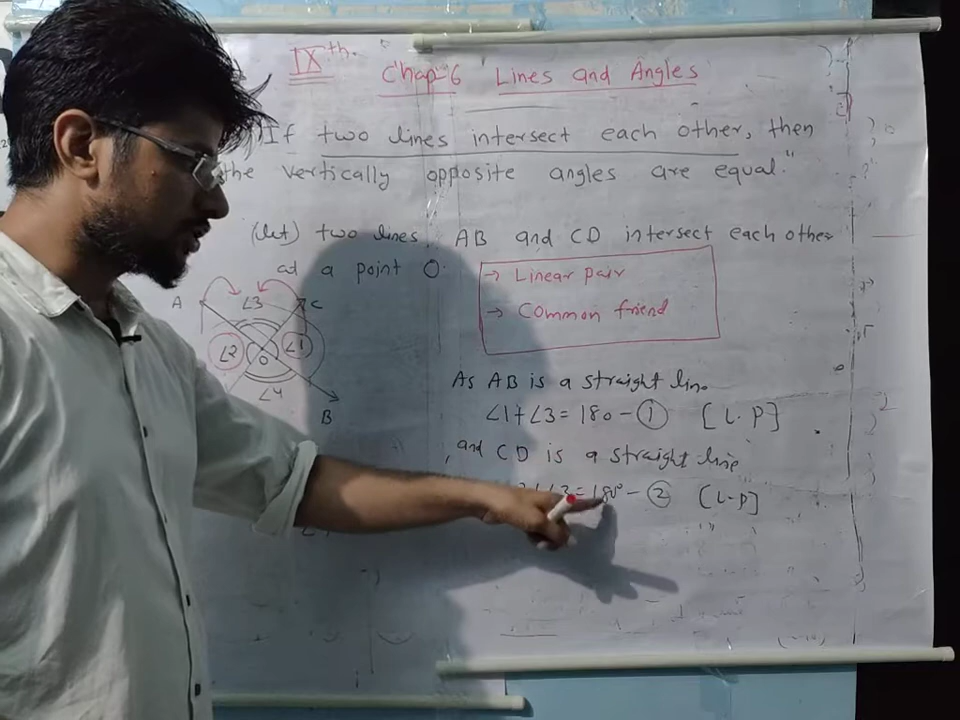 IXth.
Chap-6 Lines and Angles
If two lines intersect each other, then
the vertically opposite angles are equal."
(Let) two lines AB and CD intersect each other
at a point O.
→ Linear pair
→ Common friend
A
∠3
C
∠2
O
∠1
∠4
B
As AB is a straight line
∠1+∠3=180 - ① [L.P]
and CD is a straight line
=180° - ② [L-P]